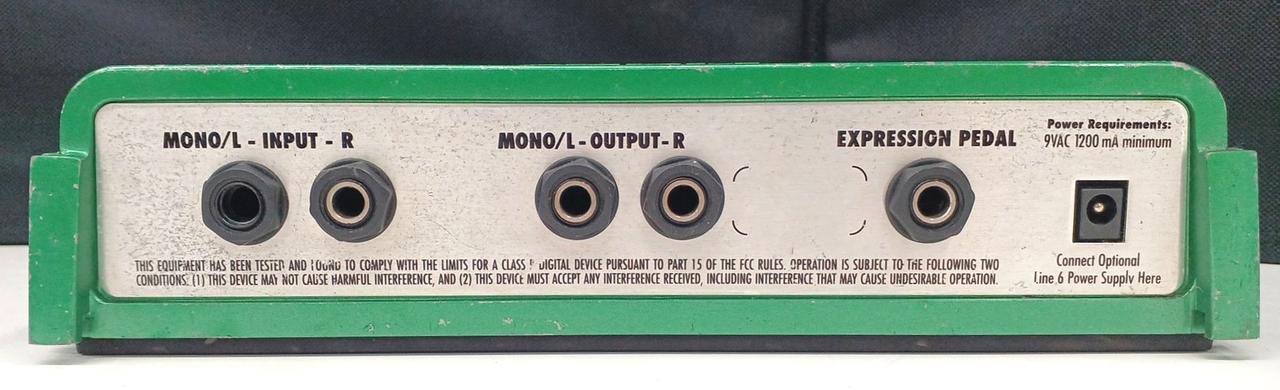 MONO/L - INPUT - R
MONO/L - OUTPUT - R
EXPRESSION PEDAL
Power Requirements:
9VAC 1200 mA minimum
THIS EQUIPMENT HAS BEEN TESTED AND FOUND TO COMPLY WITH THE LIMITS FOR A CLASS DIGITAL DEVICE PURSUANT TO PART 15 OF THE FCC RULES. OPERATION IS SUBJECT TO THE FOLLOWING TWO
CONDITIONS: (1) THIS DEVICE MAY NOT CAUSE HARMFUL INTERFERENCE, AND (2) THIS DEVICE MUST ACCEPT ANY INTERFERENCE RECEIVED, INCLUDING INTERFERENCE THAT MAY CAUSE UNDESIRABLE OPERATION.
Connect Optional
Line 6 Power Supply Here